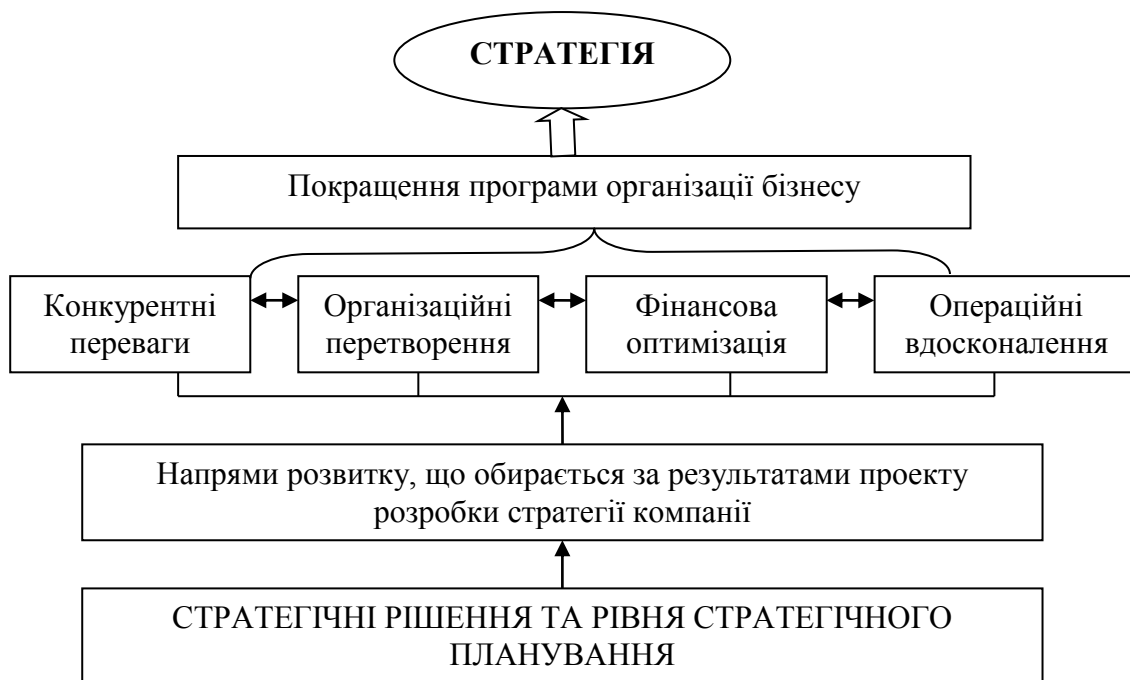 СТРАТЕГІЯ
Покращення програми організації бізнесу
Конкурентні
переваги
Організаційні
перетворення
Фінансова
оптимізація
Операційні
вдосконалення
Напрями розвитку, що обирається за результатами проекту
розробки стратегії компанії
СТРАТЕГІЧНІ РІШЕННЯ ТА РІВНЯ СТРАТЕГІЧНОГО
ПЛАНУВАННЯ